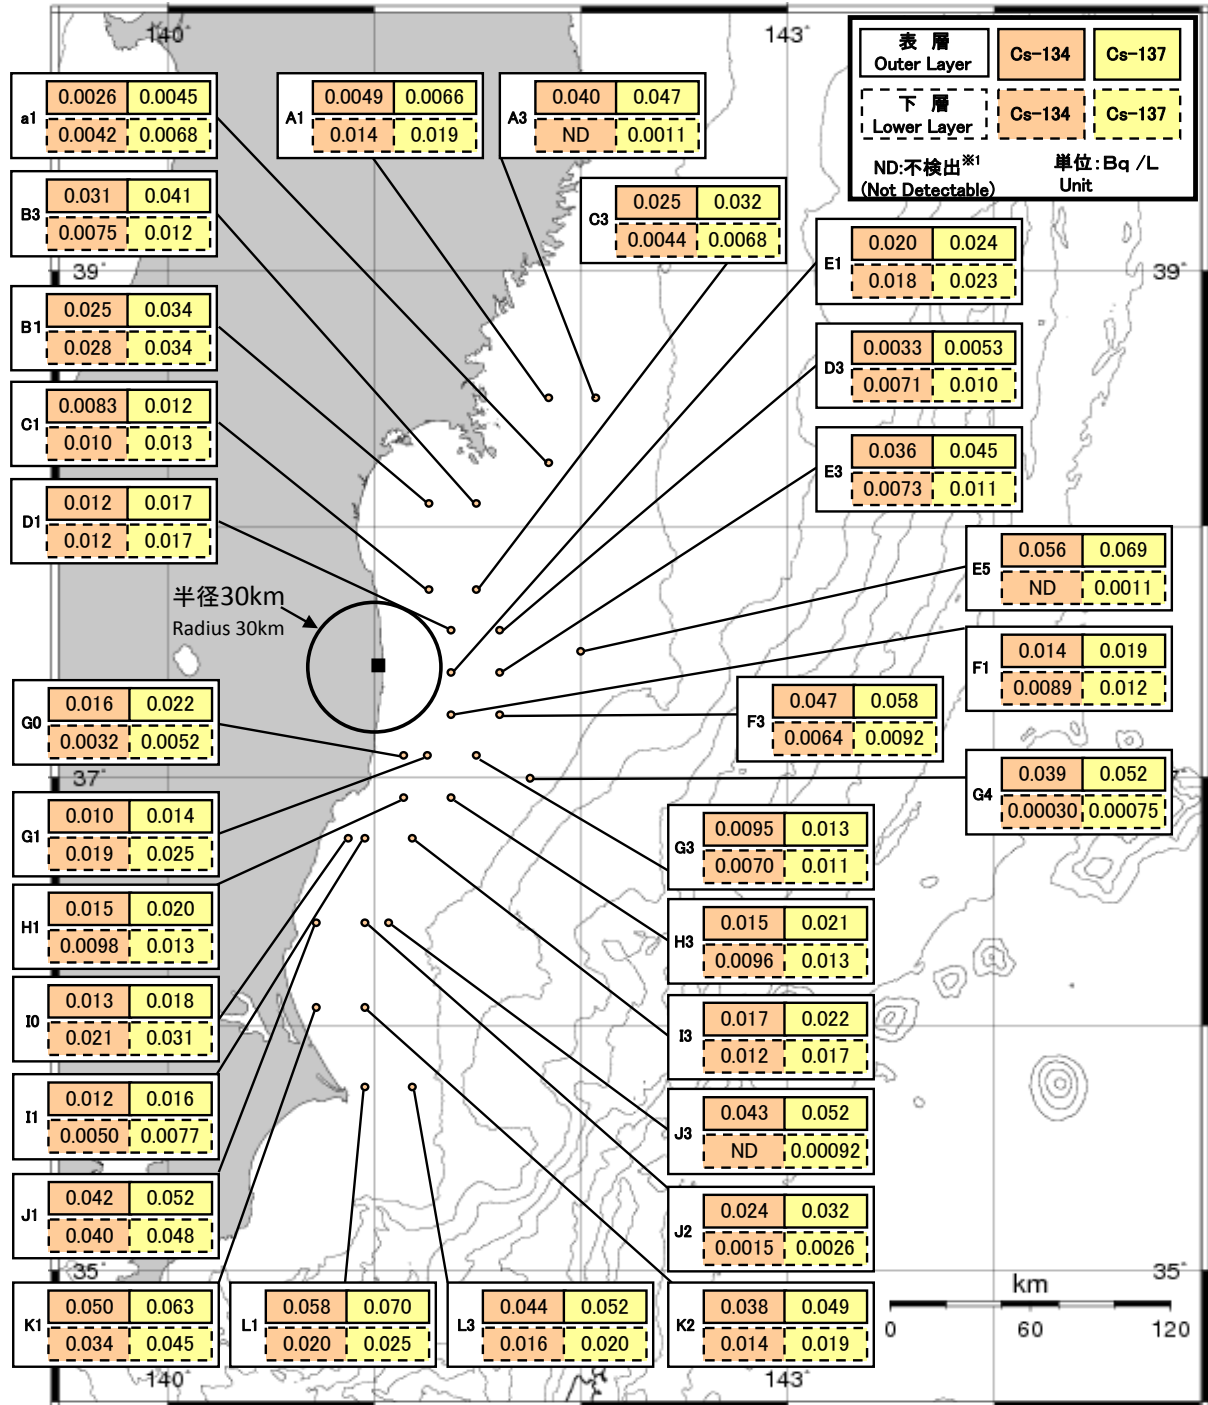 140°
143°
表 層
Outer Layer
Cs-134
Cs-137
下 層
Lower Layer
Cs-134
Cs-137
ND:不検出※1
(Not Detectable)
単位:Bq /L
Unit
a1
0.0026 0.0045
0.0042 0.0068
A1
0.0049 0.0066
0.014 0.019
A3
0.040 0.047
ND 0.0011
B3
0.031 0.041
0.0075 0.012
C3
0.025 0.032
0.0044 0.0068
E1
0.020 0.024
0.018 0.023
39°
39°
B1
0.025 0.034
0.028 0.034
D3
0.0033 0.0053
0.0071 0.010
C1
0.0083 0.012
0.010 0.013
E3
0.036 0.045
0.0073 0.011
D1
0.012 0.017
0.012 0.017
E5
0.056 0.069
ND 0.0011
半径30km
Radius 30km
F1
0.014 0.019
0.0089 0.012
G0
0.016 0.022
0.0032 0.0052
F3
0.047 0.058
0.0064 0.0092
37°
G4
0.039 0.052
0.00030 0.00075
G1
0.010 0.014
0.019 0.025
G3
0.0095 0.013
0.0070 0.011
H1
0.015 0.020
0.0098 0.013
H3
0.015 0.021
0.0096 0.013
I0
0.013 0.018
0.021 0.031
I3
0.017 0.022
0.012 0.017
I1
0.012 0.016
0.0050 0.0077
J3
0.043 0.052
ND 0.00092
J1
0.042 0.052
0.040 0.048
J2
0.024 0.032
0.0015 0.0026
35°
35°
K1
0.050 0.063
0.034 0.045
L1
0.058 0.070
0.020 0.025
L3
0.044 0.052
0.016 0.020
K2
0.038 0.049
0.014 0.019
km
0 60 120
140°
143°